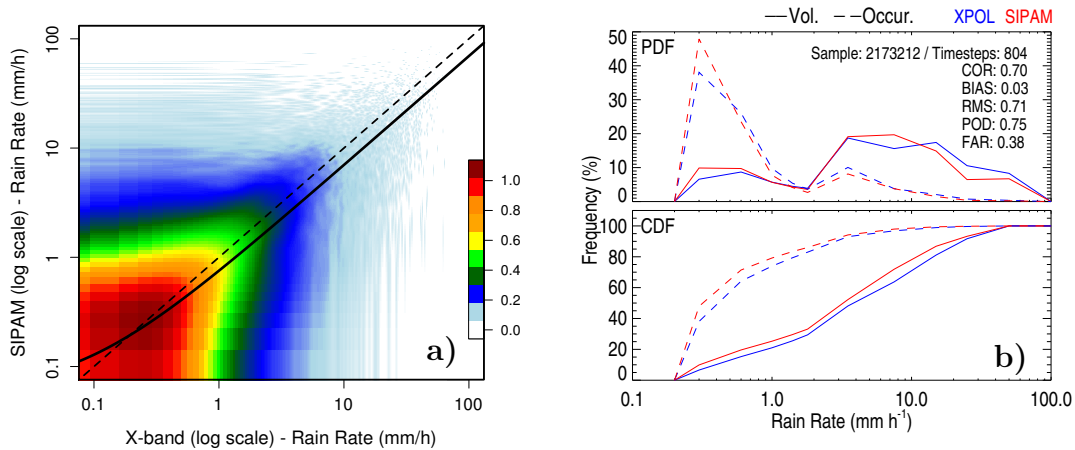 Vol. Occur. XPOL SIPAM
SIPAM (log scale) - Rain Rate (mm/h)
100
10
1
0.1
0.1 1 10 100
X-band (log scale) - Rain Rate (mm/h)
1.0
0.8
0.6
0.4
0.2
0.0
a)
PDF
Sample: 2173212 / Timesteps: 804
COR: 0.70
BIAS: 0.03
RMS: 0.71
POD: 0.75
FAR: 0.38
50
40
30
20
10
0
Frequency (%)
CDF
100
80
60
40
20
0
b)
0.1 1.0 10.0 100.0
Rain Rate (mm h-1)